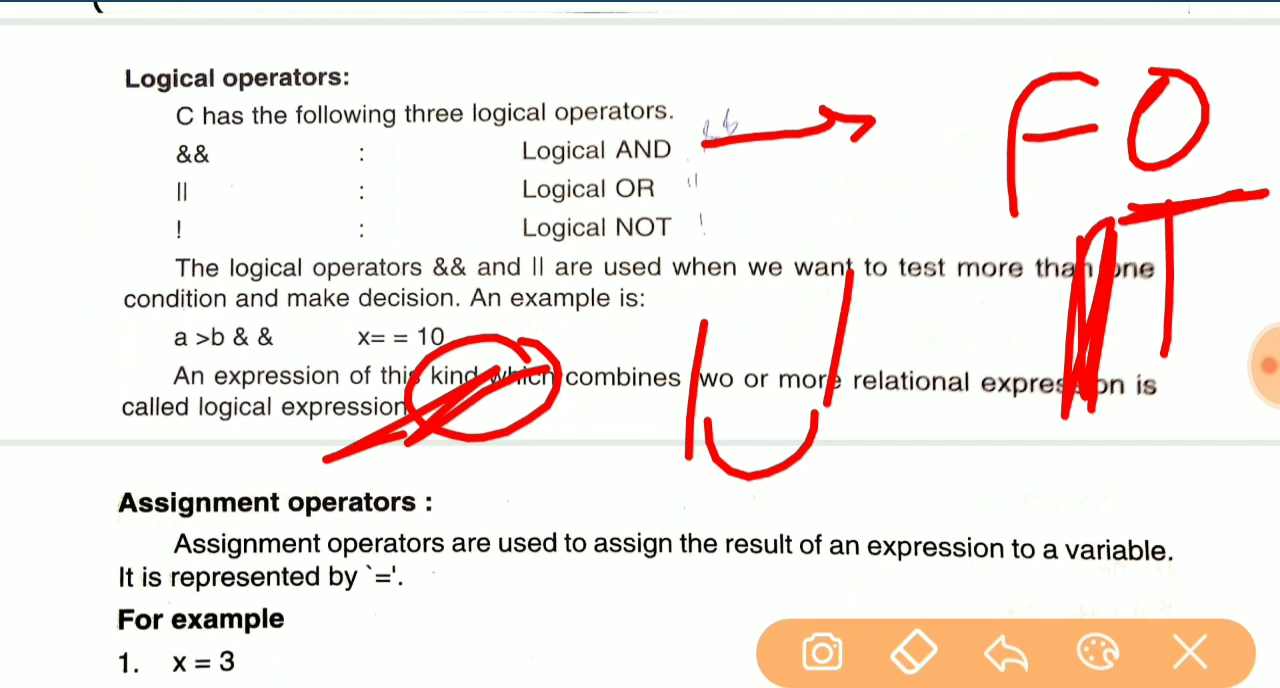 Logical operators:
C has the following three logical operators.
&& : Logical AND
|| : Logical OR "
! : Logical NOT !
The logical operators && and || are used when we want to test more than one
condition and make decision. An example is:
a >b & & x= = 10
An expression of this kind which combines two or more relational expression is
called logical expression
Assignment operators :
Assignment operators are used to assign the result of an expression to a variable.
It is represented by `='.
For example
1. x = 3
F 0
T